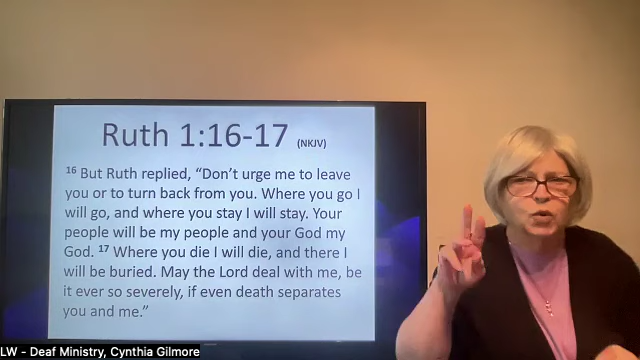 Ruth 1:16-17 (NKJV)
16 But Ruth replied, “Don’t urge me to leave
you or to turn back from you. Where you go I
will go, and where you stay I will stay. Your
people will be my people and your God my
God. 17 Where you die I will die, and there I
will be buried. May the Lord deal with me, be
it ever so severely, if even death separates
you and me.”
LW - Deaf Ministry, Cynthia Gilmore